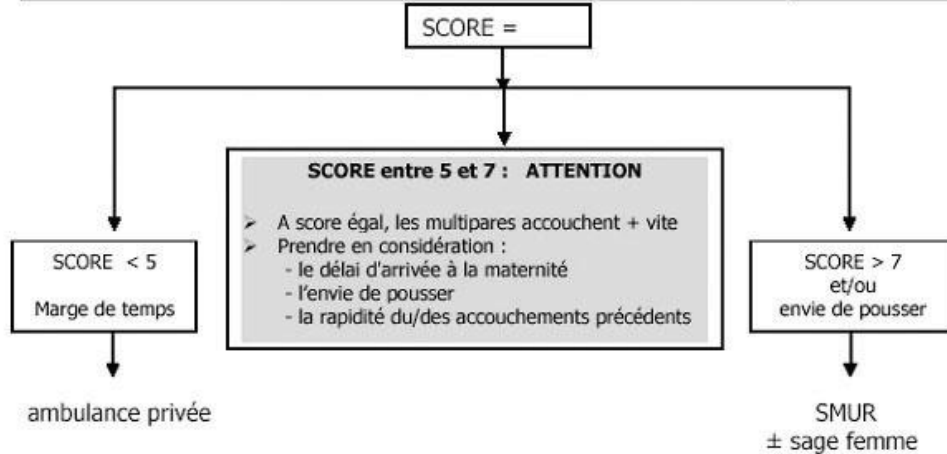 SCORE =
SCORE entre 5 et 7 : ATTENTION
➢ A score égal, les multipares accouchent + vite
➢ Prendre en considération :
- le délai d'arrivée à la maternité
- l'envie de pousser
- la rapidité du/des accouchements précédents
SCORE < 5
Marge de temps
SCORE > 7
et/ou
envie de pousser
ambulance privée
SMUR
± sage femme